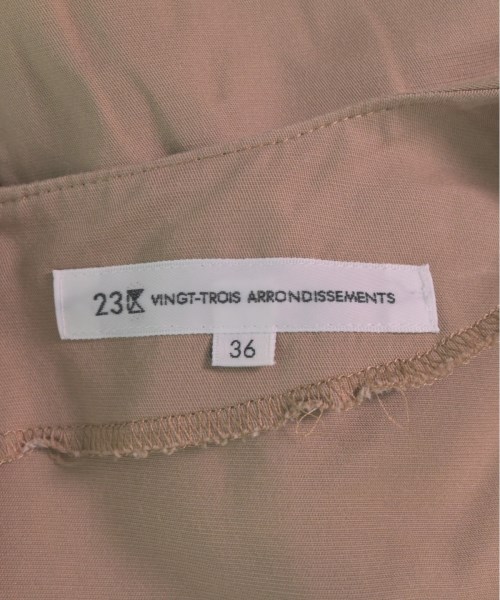 23区 VINGT-TROIS ARRONDISSEMENTS
36